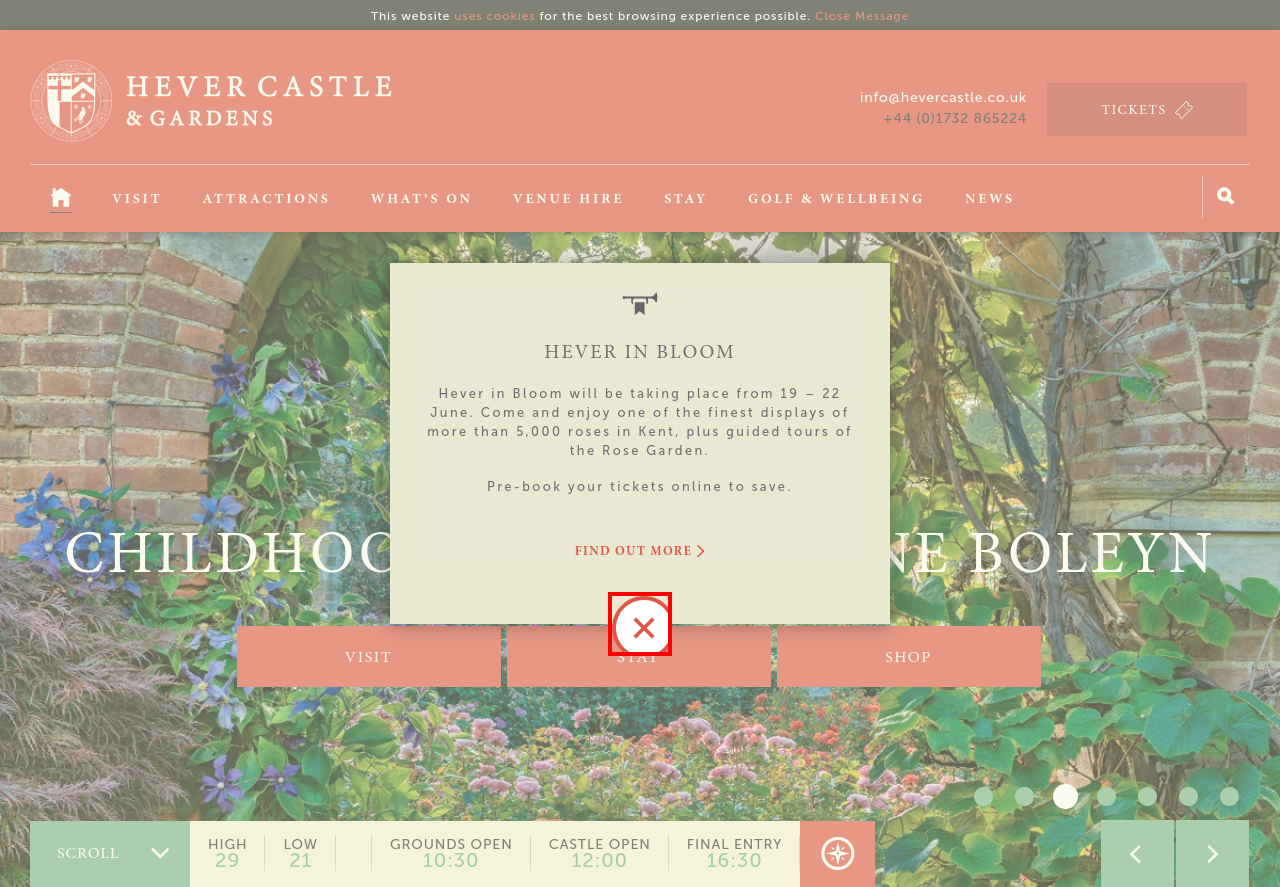 This website uses cookies for the best browsing experience possible. Close Message
HEVER CASTLE
& GARDENS
info@hevercastle.co.uk
+44 (0)1732 865224
TICKETS
VISIT ATTRACTIONS WHAT'S ON VENUE HIRE STAY GOLF & WELLBEING NEWS
HEVER IN BLOOM
Hever in Bloom will be taking place from 19 – 22
June. Come and enjoy one of the finest displays of
more than 5,000 roses in Kent, plus guided tours of
the Rose Garden.
Pre-book your tickets online to save.
FIND OUT MORE
BOLEYN
VISIT STAY SHOP
SCROLL
HIGH LOW GROUNDS OPEN CASTLE OPEN FINAL ENTRY
29 21 10:30 12:00 16:30